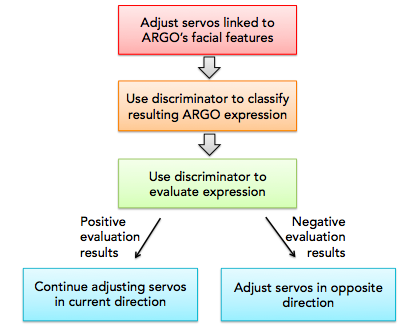 Adjust servos linked to
ARGO's facial features
Use discriminator to classify
resulting ARGO expression
Use discriminator to
evaluate expression
Positive
evaluation
results
Negative
evaluation
results
Continue adjusting servos
in current direction
Adjust servos in opposite
direction